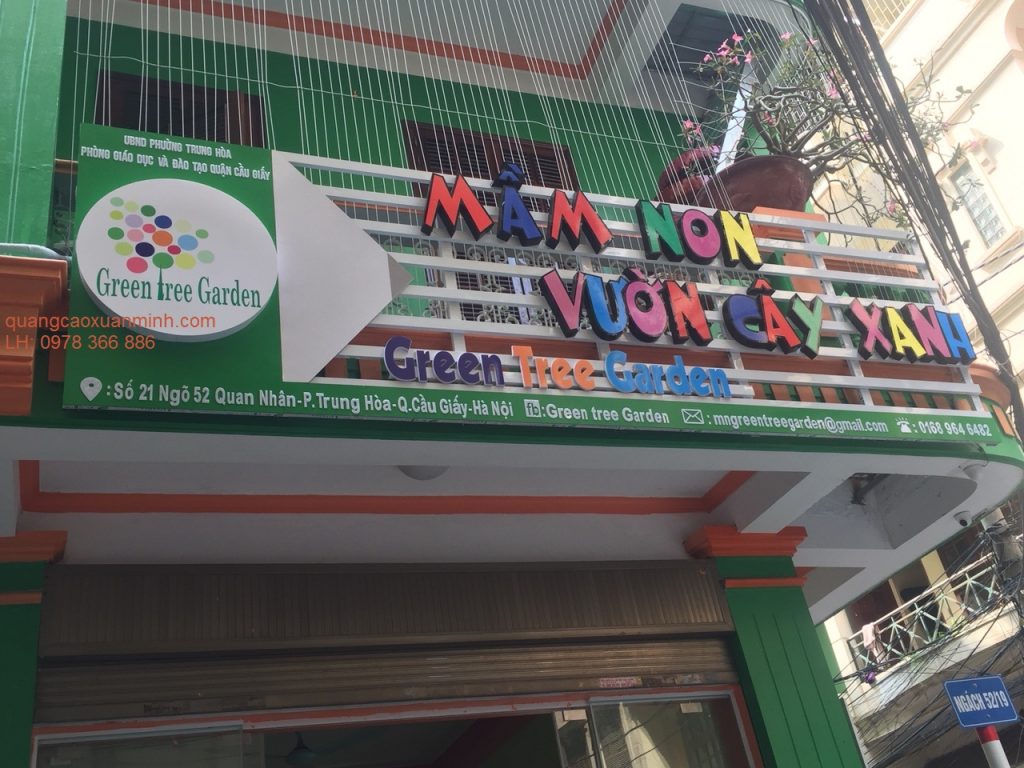 UBND PHƯỜNG TRUNG HÒA
PHÒNG GIÁO DỤC VÀ ĐÀO TẠO QUẬN CẦU GIẤY
Green Tree Garden
MẦM NON
VƯỜN CÂY XANH
Green Tree Garden
: Số 21 Ngõ 52 Quan Nhân-P.Trung Hòa-Q.Cầu Giấy-Hà Nội fb:Green tree Garden : mngreentreegarden@gmail.com : 0168 964 6482
quangcaoxuanminh.com
LH: 0978 366 886
NGÁCH 52/19